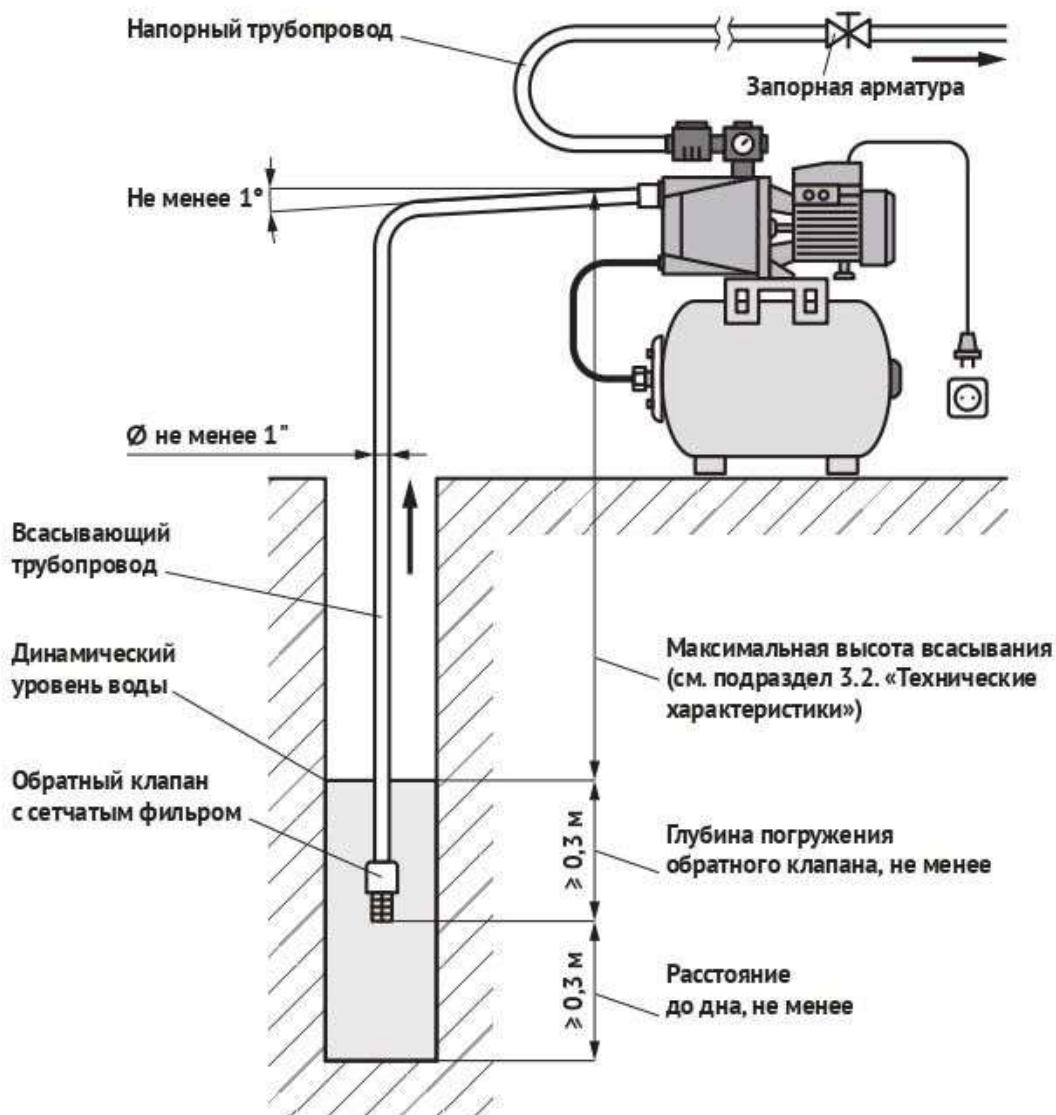 Напорный трубопровод
Запорная арматура
Не менее 1°
Ø не менее 1"
Всасывающий
трубопровод
Динамический
уровень воды
Максимальная высота всасывания
(см. подраздел 3.2. «Технические
характеристики»)
Обратный клапан
с сетчатым фильром
≥ 0,3 м
Глубина погружения
обратного клапана, не менее
≥ 0,3 м
Расстояние
до дна, не менее